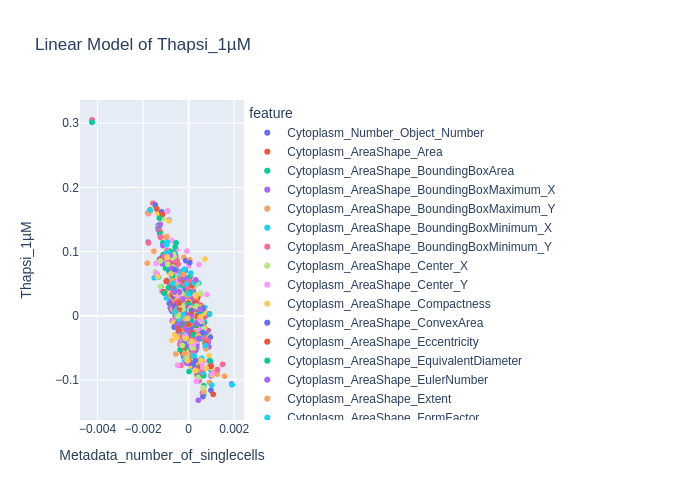 Linear Model of Thapsi_1µM
feature
Cytoplasm_Number_Object_Number
Cytoplasm_AreaShape_Area
Cytoplasm_AreaShape_BoundingBoxArea
Cytoplasm_AreaShape_BoundingBoxMaximum_X
Cytoplasm_AreaShape_BoundingBoxMaximum_Y
Cytoplasm_AreaShape_BoundingBoxMinimum_X
Cytoplasm_AreaShape_BoundingBoxMinimum_Y
Cytoplasm_AreaShape_Center_X
Cytoplasm_AreaShape_Center_Y
Cytoplasm_AreaShape_Compactness
Cytoplasm_AreaShape_ConvexArea
Cytoplasm_AreaShape_Eccentricity
Cytoplasm_AreaShape_EquivalentDiameter
Cytoplasm_AreaShape_EulerNumber
Cytoplasm_AreaShape_Extent
Cytoplasm_AreaShape_FormFactor
0.3
0.2
0.1
0
−0.1
Thapsi_1µM
−0.004 −0.002 0 0.002
Metadata_number_of_singlecells